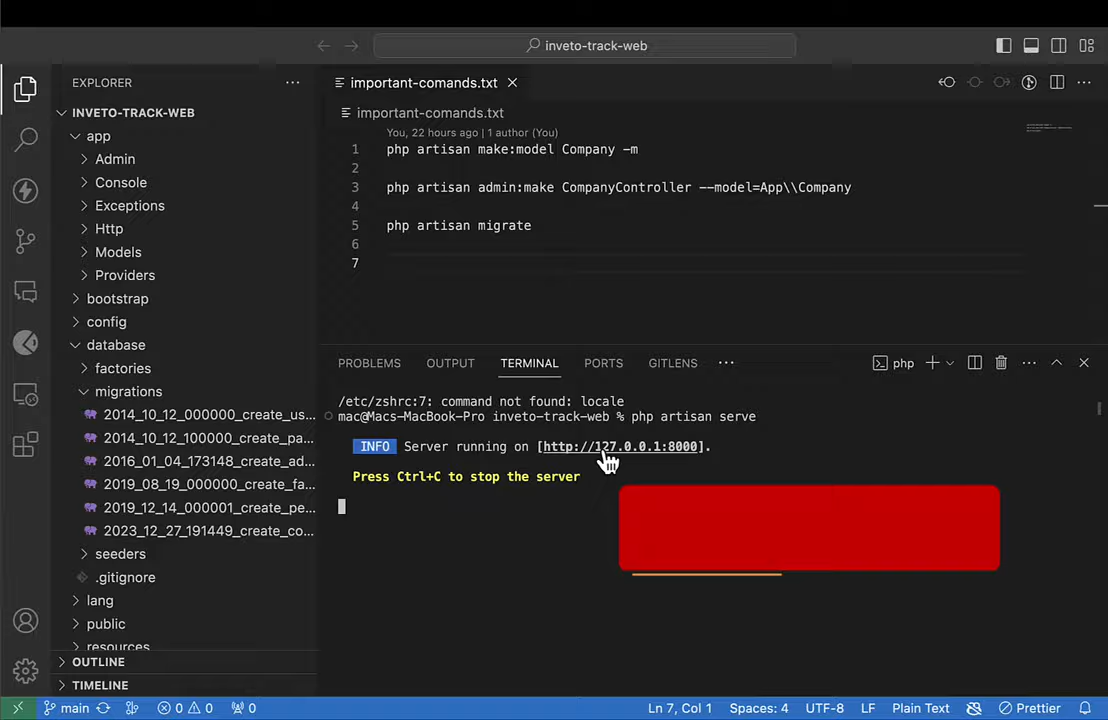 inveto-track-web
EXPLORER
important-comands.txt
INVETO-TRACK-WEB
important-comands.txt
app
You, 22 hours ago | 1 author (You)
Admin
1 php artisan make:model Company -m
Console
2
Exceptions
3 php artisan admin:make CompanyController --model=App\\Company
Http
4
Models
5 php artisan migrate
Providers
6
7
bootstrap
config
database
factories
migrations
2014_10_12_000000_create_us...
2014_10_12_100000_create_pa...
2016_01_04_173148_create_ad...
2019_08_19_000000_create_fa...
2019_12_14_000001_create_pe...
2023_12_27_191449_create_co...
seeders
.gitignore
lang
public
resources
OUTLINE
TIMELINE
PROBLEMS OUTPUT TERMINAL PORTS GITLENS ... php
/etc/zshrc:7: command not found: locale
mac@Macs-MacBook-Pro inveto-track-web % php artisan serve
INFO Server running on [http://127.0.0.1:8000].
Press Ctrl+C to stop the server
main 0 0 0 Ln 7, Col 1 Spaces: 4 UTF-8 LF Plain Text Prettier